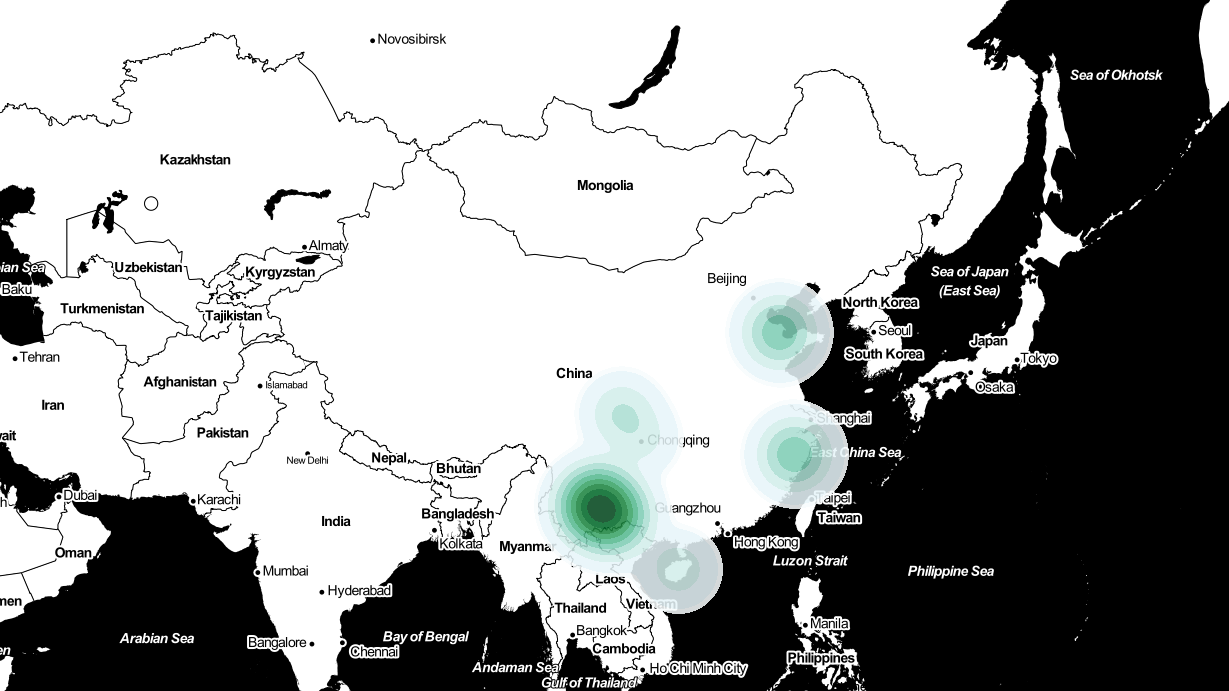 Novosibirsk
Sea of Okhotsk
Kazakhstan
Mongolia
Almaty
ian Sea
Uzbekistan
Kyrgyzstan
Sea of Japan
(East Sea)
Beijing
Baku
Turkmenistan
Tajikistan
North Korea
Seoul
South Korea
Japan
Tokyo
Tehran
China
Afghanistan
Islamabad
Osaka
Iran
Pakistan
Shanghai
wait
Chongqing
New Delhi
Nepal
Bhutan
East China Sea
Dubai
Karachi
Taipei
Guangzhou
Bangladesh
India
Taiwan
Kolkata
Hong Kong
Myanmar
Oman
Luzon Strait
Mumbai
Philippine Sea
Laos
Hyderabad
men
Thailand
Vietnam
Manila
Arabian Sea
Bay of Bengal
Bangkok
Bangalore
Chennai
Cambodia
en
Philippines
Andaman Sea
Ho Chi Minh City
Gulf of Thailand